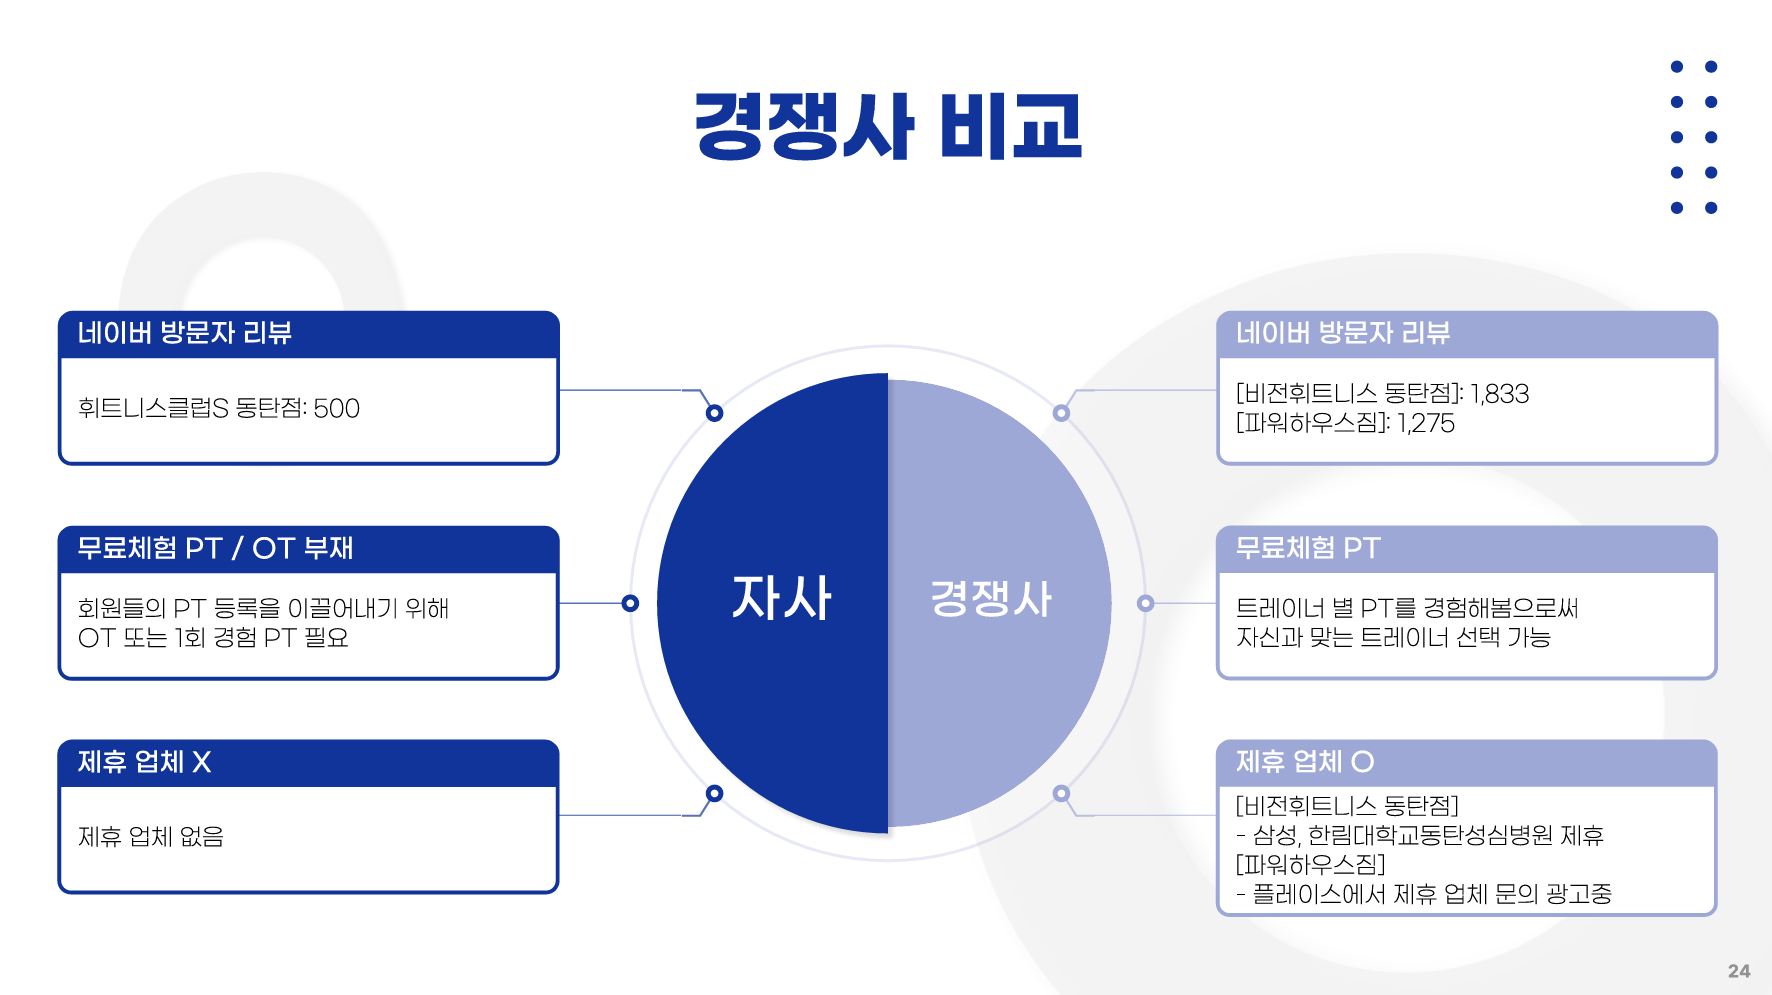 경쟁사 비교
네이버 방문자 리뷰
휘트니스클럽S 동탄점: 500
무료체험 PT / OT 부재
회원들의 PT 등록을 이끌어내기 위해
OT 또는 1회 경험 PT 필요
제휴 업체 X
제휴 업체 없음
자사
경쟁사
네이버 방문자 리뷰
[비전휘트니스 동탄점]: 1,833
[파워하우스짐]: 1,275
무료체험 PT
트레이너 별 PT를 경험해봄으로써
자신과 맞는 트레이너 선택 가능
제휴 업체 O
[비전휘트니스 동탄점]
- 삼성, 한림대학교동탄성심병원 제휴
[파워하우스짐]
- 플레이스에서 제휴 업체 문의 광고중
24